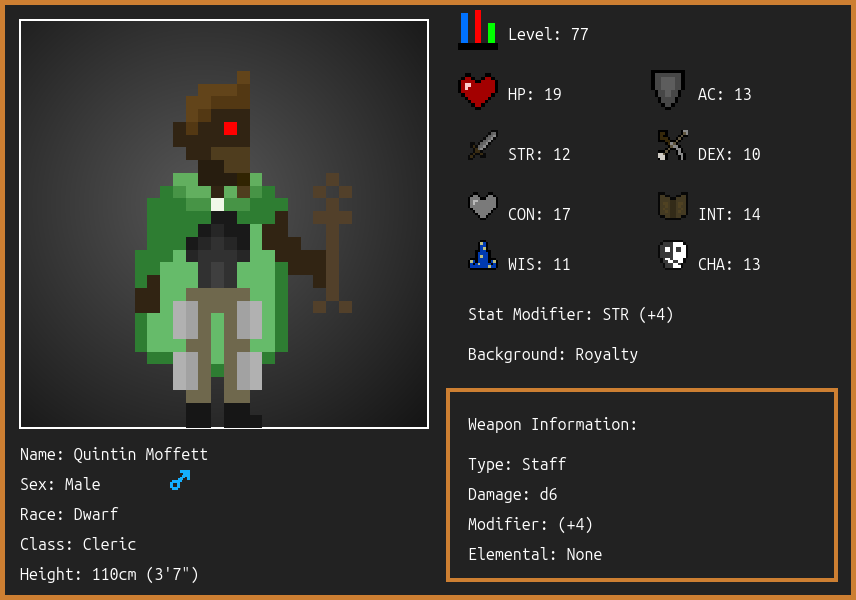 Level: 77
HP: 19
AC: 13
STR: 12
DEX: 10
CON: 17
INT: 14
WIS: 11
CHA: 13
Stat Modifier: STR (+4)
Background: Royalty
Weapon Information:
Type: Staff
Damage: d6
Modifier: (+4)
Elemental: None
Name: Quintin Moffett
Sex: Male
Race: Dwarf
Class: Cleric
Height: 110cm (3'7")